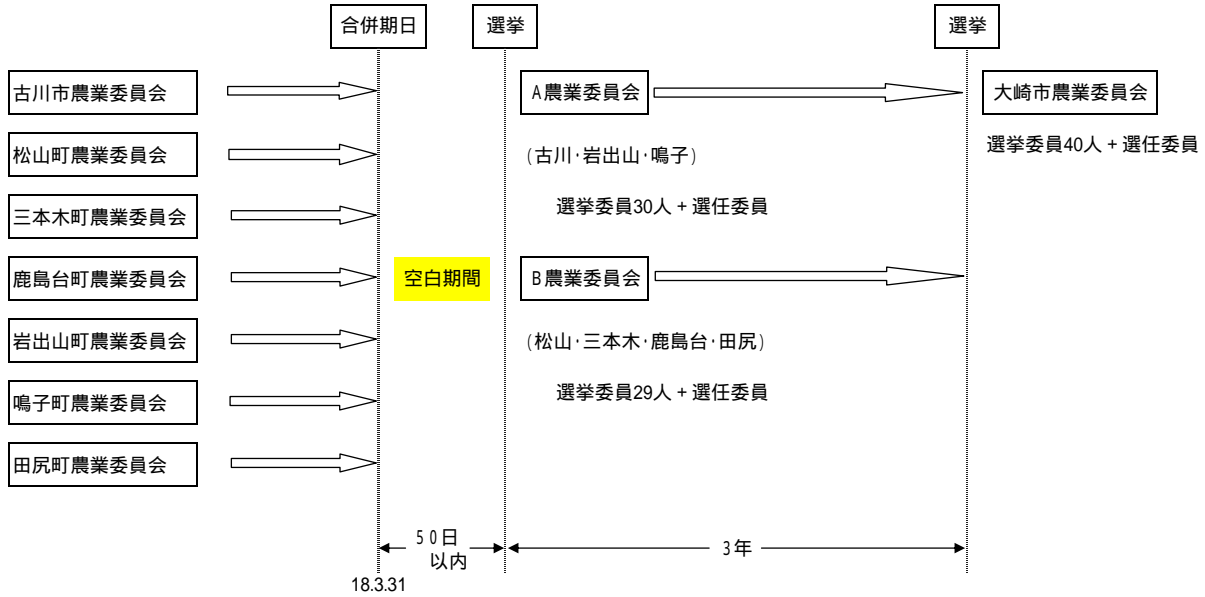 合併期日
選挙
選挙
古川市農業委員会
A農業委員会
大崎市農業委員会
選挙委員40人 + 選任委員
松山町農業委員会
(古川･岩出山･鳴子)
三本木町農業委員会
選挙委員30人 + 選任委員
鹿島台町農業委員会
空白期間
B農業委員会
岩出山町農業委員会
(松山･三本木･鹿島台･田尻)
鳴子町農業委員会
選挙委員29人 + 選任委員
田尻町農業委員会
50日
以内
3年
18.3.31